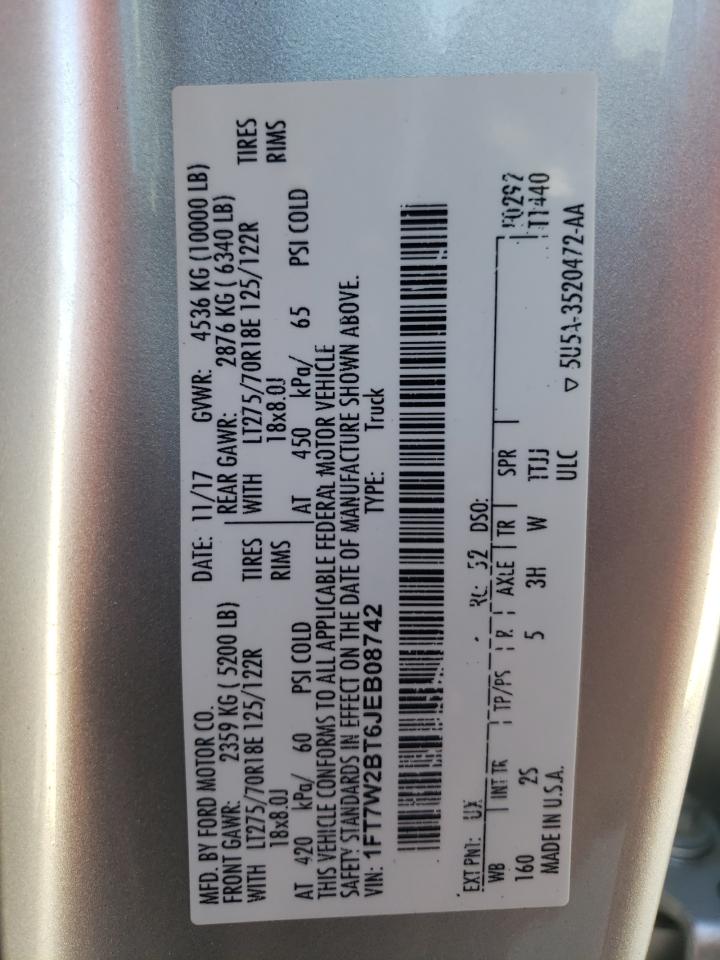 MFD. BY FORD MOTOR CO.
DATE: 11/17 GVWR: 4536 KG (10000 LB)
FRONT GAWR: 2359 KG ( 5200 LB)
REAR GAWR: 2876 KG ( 6340 LB)
WITH LT275/70R18E 125/122R TIRES
WITH LT275/70R18E 125/122R TIRES
18x8.0J RIMS
18x8.0J RIMS
AT 420 kPa/ 60 PSI COLD
AT 450 kPa/ 65 PSI COLD
THIS VEHICLE CONFORMS TO ALL APPLICABLE FEDERAL MOTOR VEHICLE
SAFETY STANDARDS IN EFFECT ON THE DATE OF MANUFACTURE SHOWN ABOVE.
VIN: 1FT7W2BT6JEB08742 TYPE: Truck
EXT PNT: UX RC: 52 DSO:
WB INT TR TP/PS R AXLE TR SPR
160 2S 5 3H W 1TJJ T1440
MADE IN U.S.A. ULC
▽ 5U5A-3520472-AA